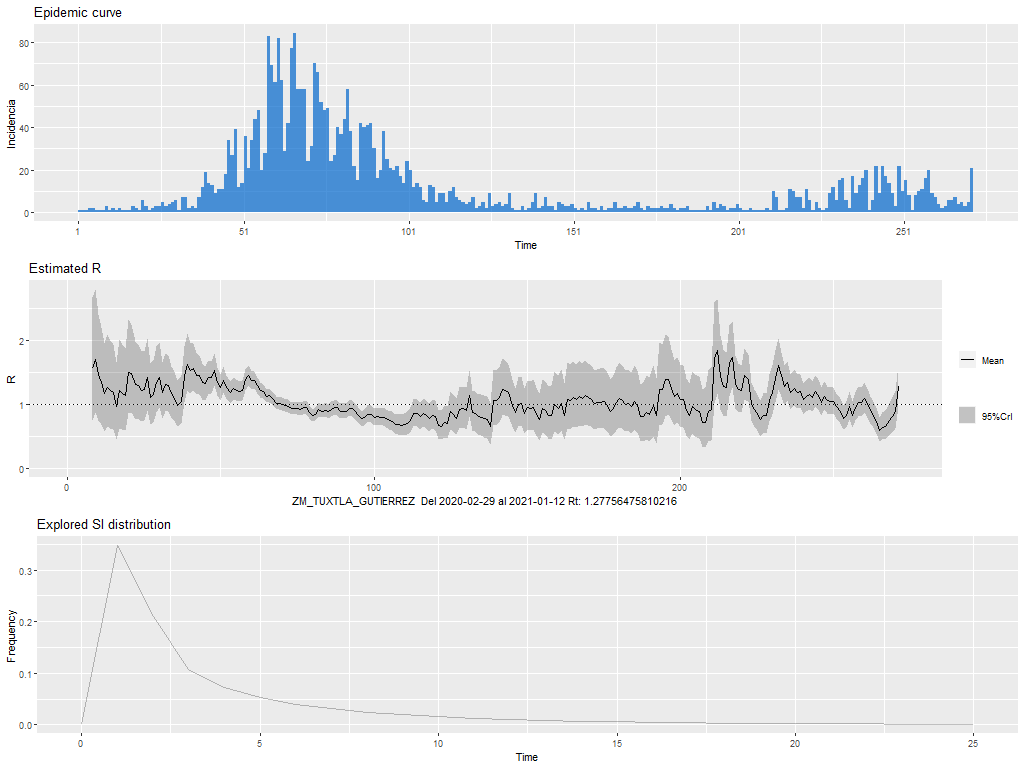 Epidemic curve
Incidencia
80
60
40
20
0
1 51 101 151 201 251
Time
Estimated R
R
2
1
0
0 100 200
ZM_TUXTLA_GUTIERREZ Del 2020-02-29 al 2021-01-12 Rt: 1.27756475810216
Mean
95%CrI
Explored SI distribution
Frequency
0.3
0.2
0.1
0.0
0 5 10 15 20 25
Time